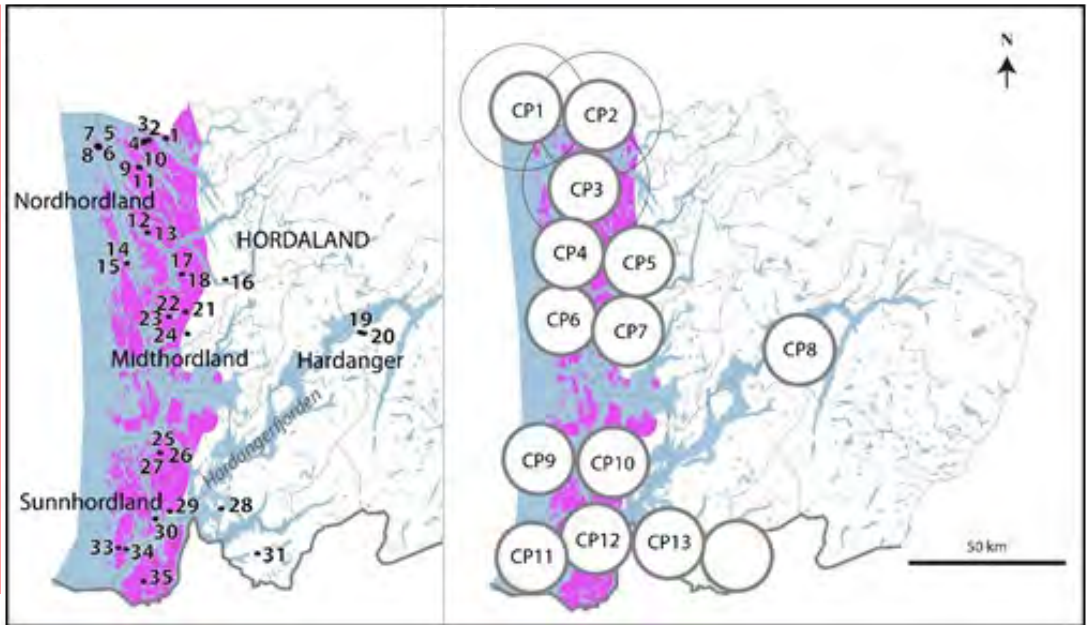 7 5 3 2 1
8 6 4
9 10
11
Nordhordland
12
13
14
15
17
18
16
HORDALAND
22
23
21
24
19
20
Midthordland
Hardanger
Hardangerfjorden
25
26
27
Sunnhordland
29
28
30
33 34
31
35
N
CP1
CP2
CP3
CP4
CP5
CP6
CP7
CP8
CP9
CP10
CP11
CP12
CP13
50 km